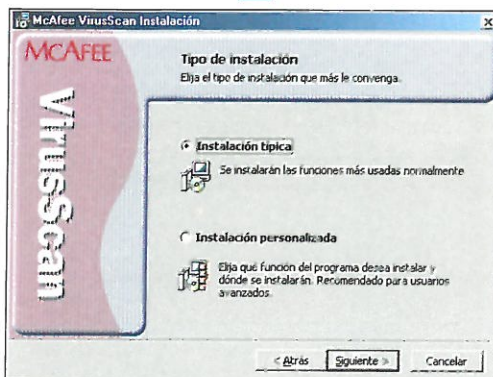 McAfee VirusScan Instalación
MCAFEE
VirusScan
Tipo de instalación
Elija el tipo de instalación que más le convenga.
Instalación típica
Se instalarán las funciones más usadas normalmente
Instalación personalizada
Elija que función del programa desea instalar y
dónde se instalarán. Recomendado para usuarios
avanzados.
< Atrás
Siguiente >
Cancelar